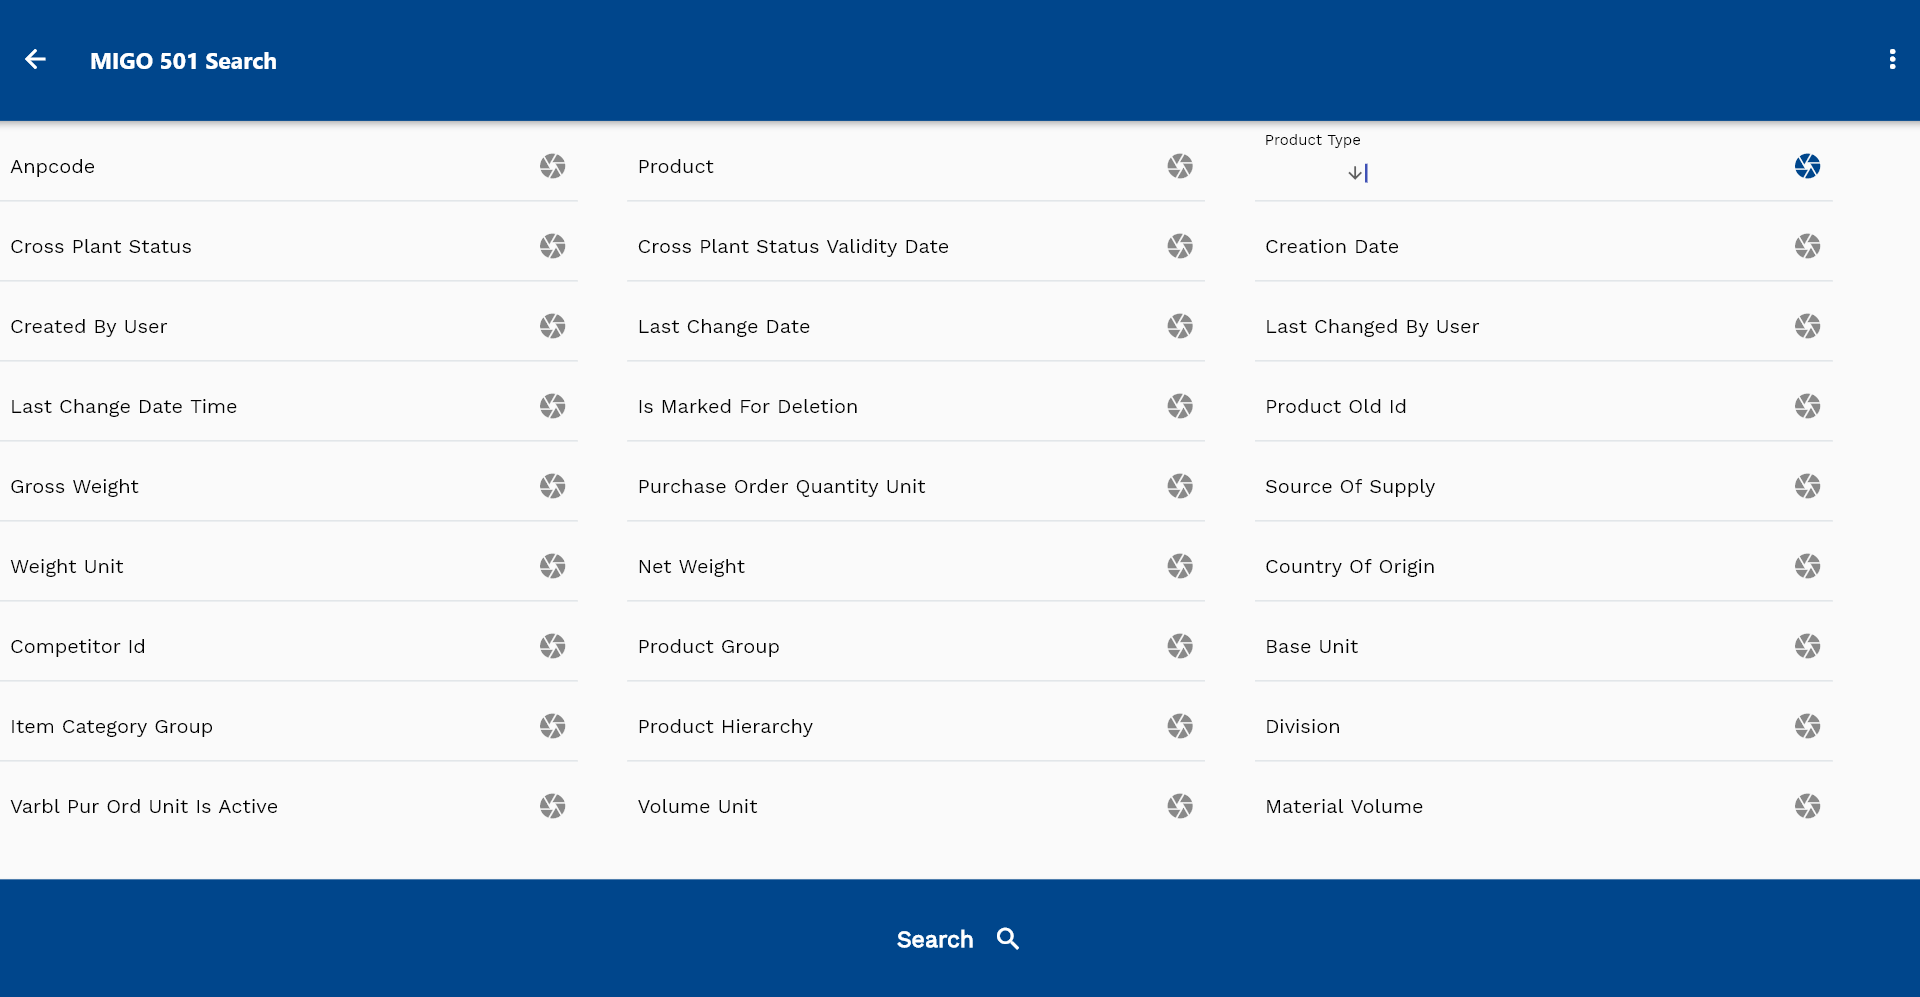 MIGO 501 Search
Anpcode
Product
Product Type
Cross Plant Status
Cross Plant Status Validity Date
Creation Date
Created By User
Last Change Date
Last Changed By User
Last Change Date Time
Is Marked For Deletion
Product Old Id
Gross Weight
Purchase Order Quantity Unit
Source Of Supply
Weight Unit
Net Weight
Country Of Origin
Competitor Id
Product Group
Base Unit
Item Category Group
Product Hierarchy
Division
Varbl Pur Ord Unit Is Active
Volume Unit
Material Volume
Search